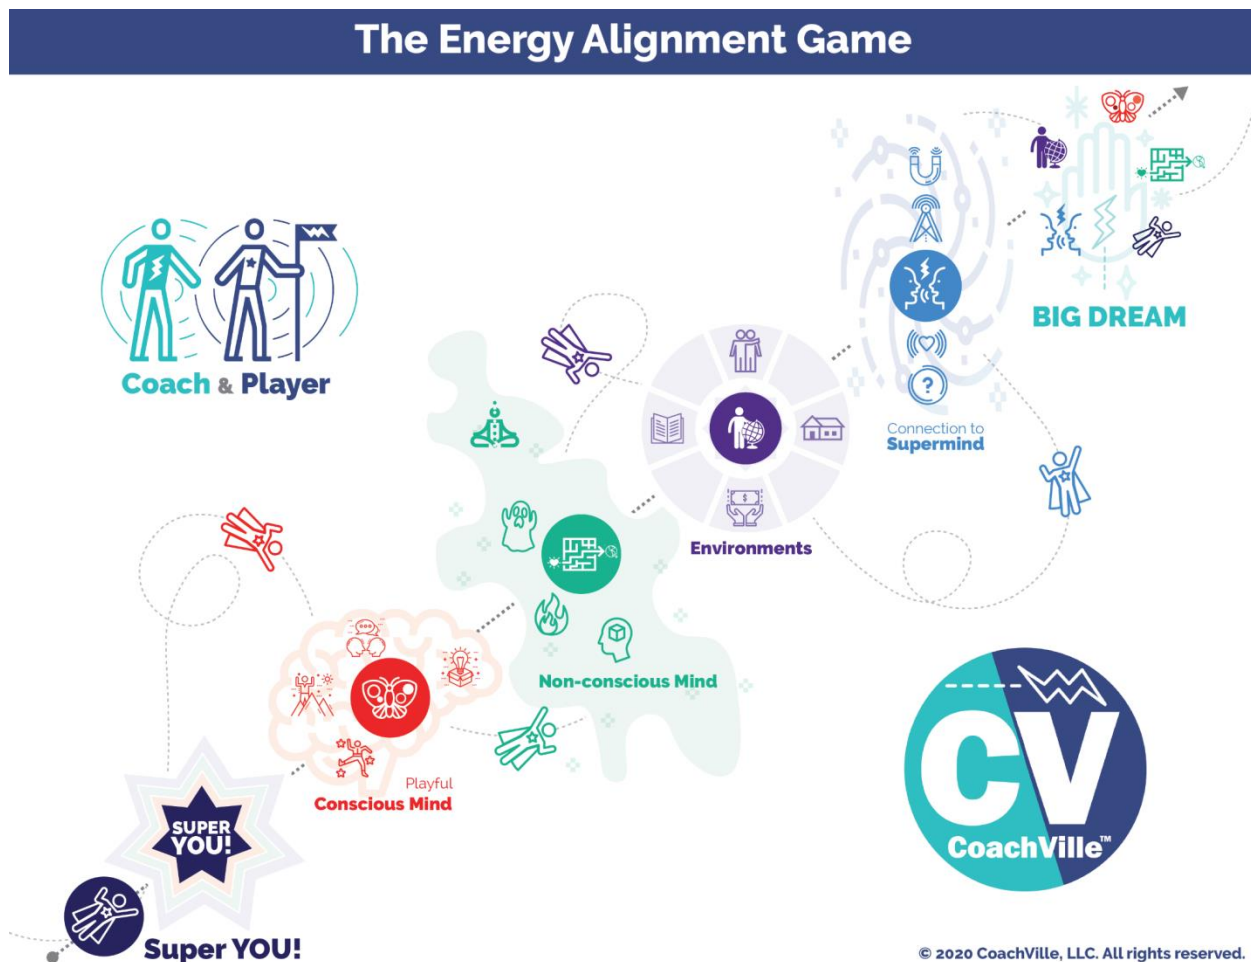 The Energy Alignment Game
BIG DREAM
Coach & Player
Connection to
Supermind
$
?
Environments
Non-conscious Mind
Playful
Conscious Mind
SUPER
YOU!
Super YOU!
CV
CoachVille™
© 2020 CoachVille, LLC. All rights reserved.